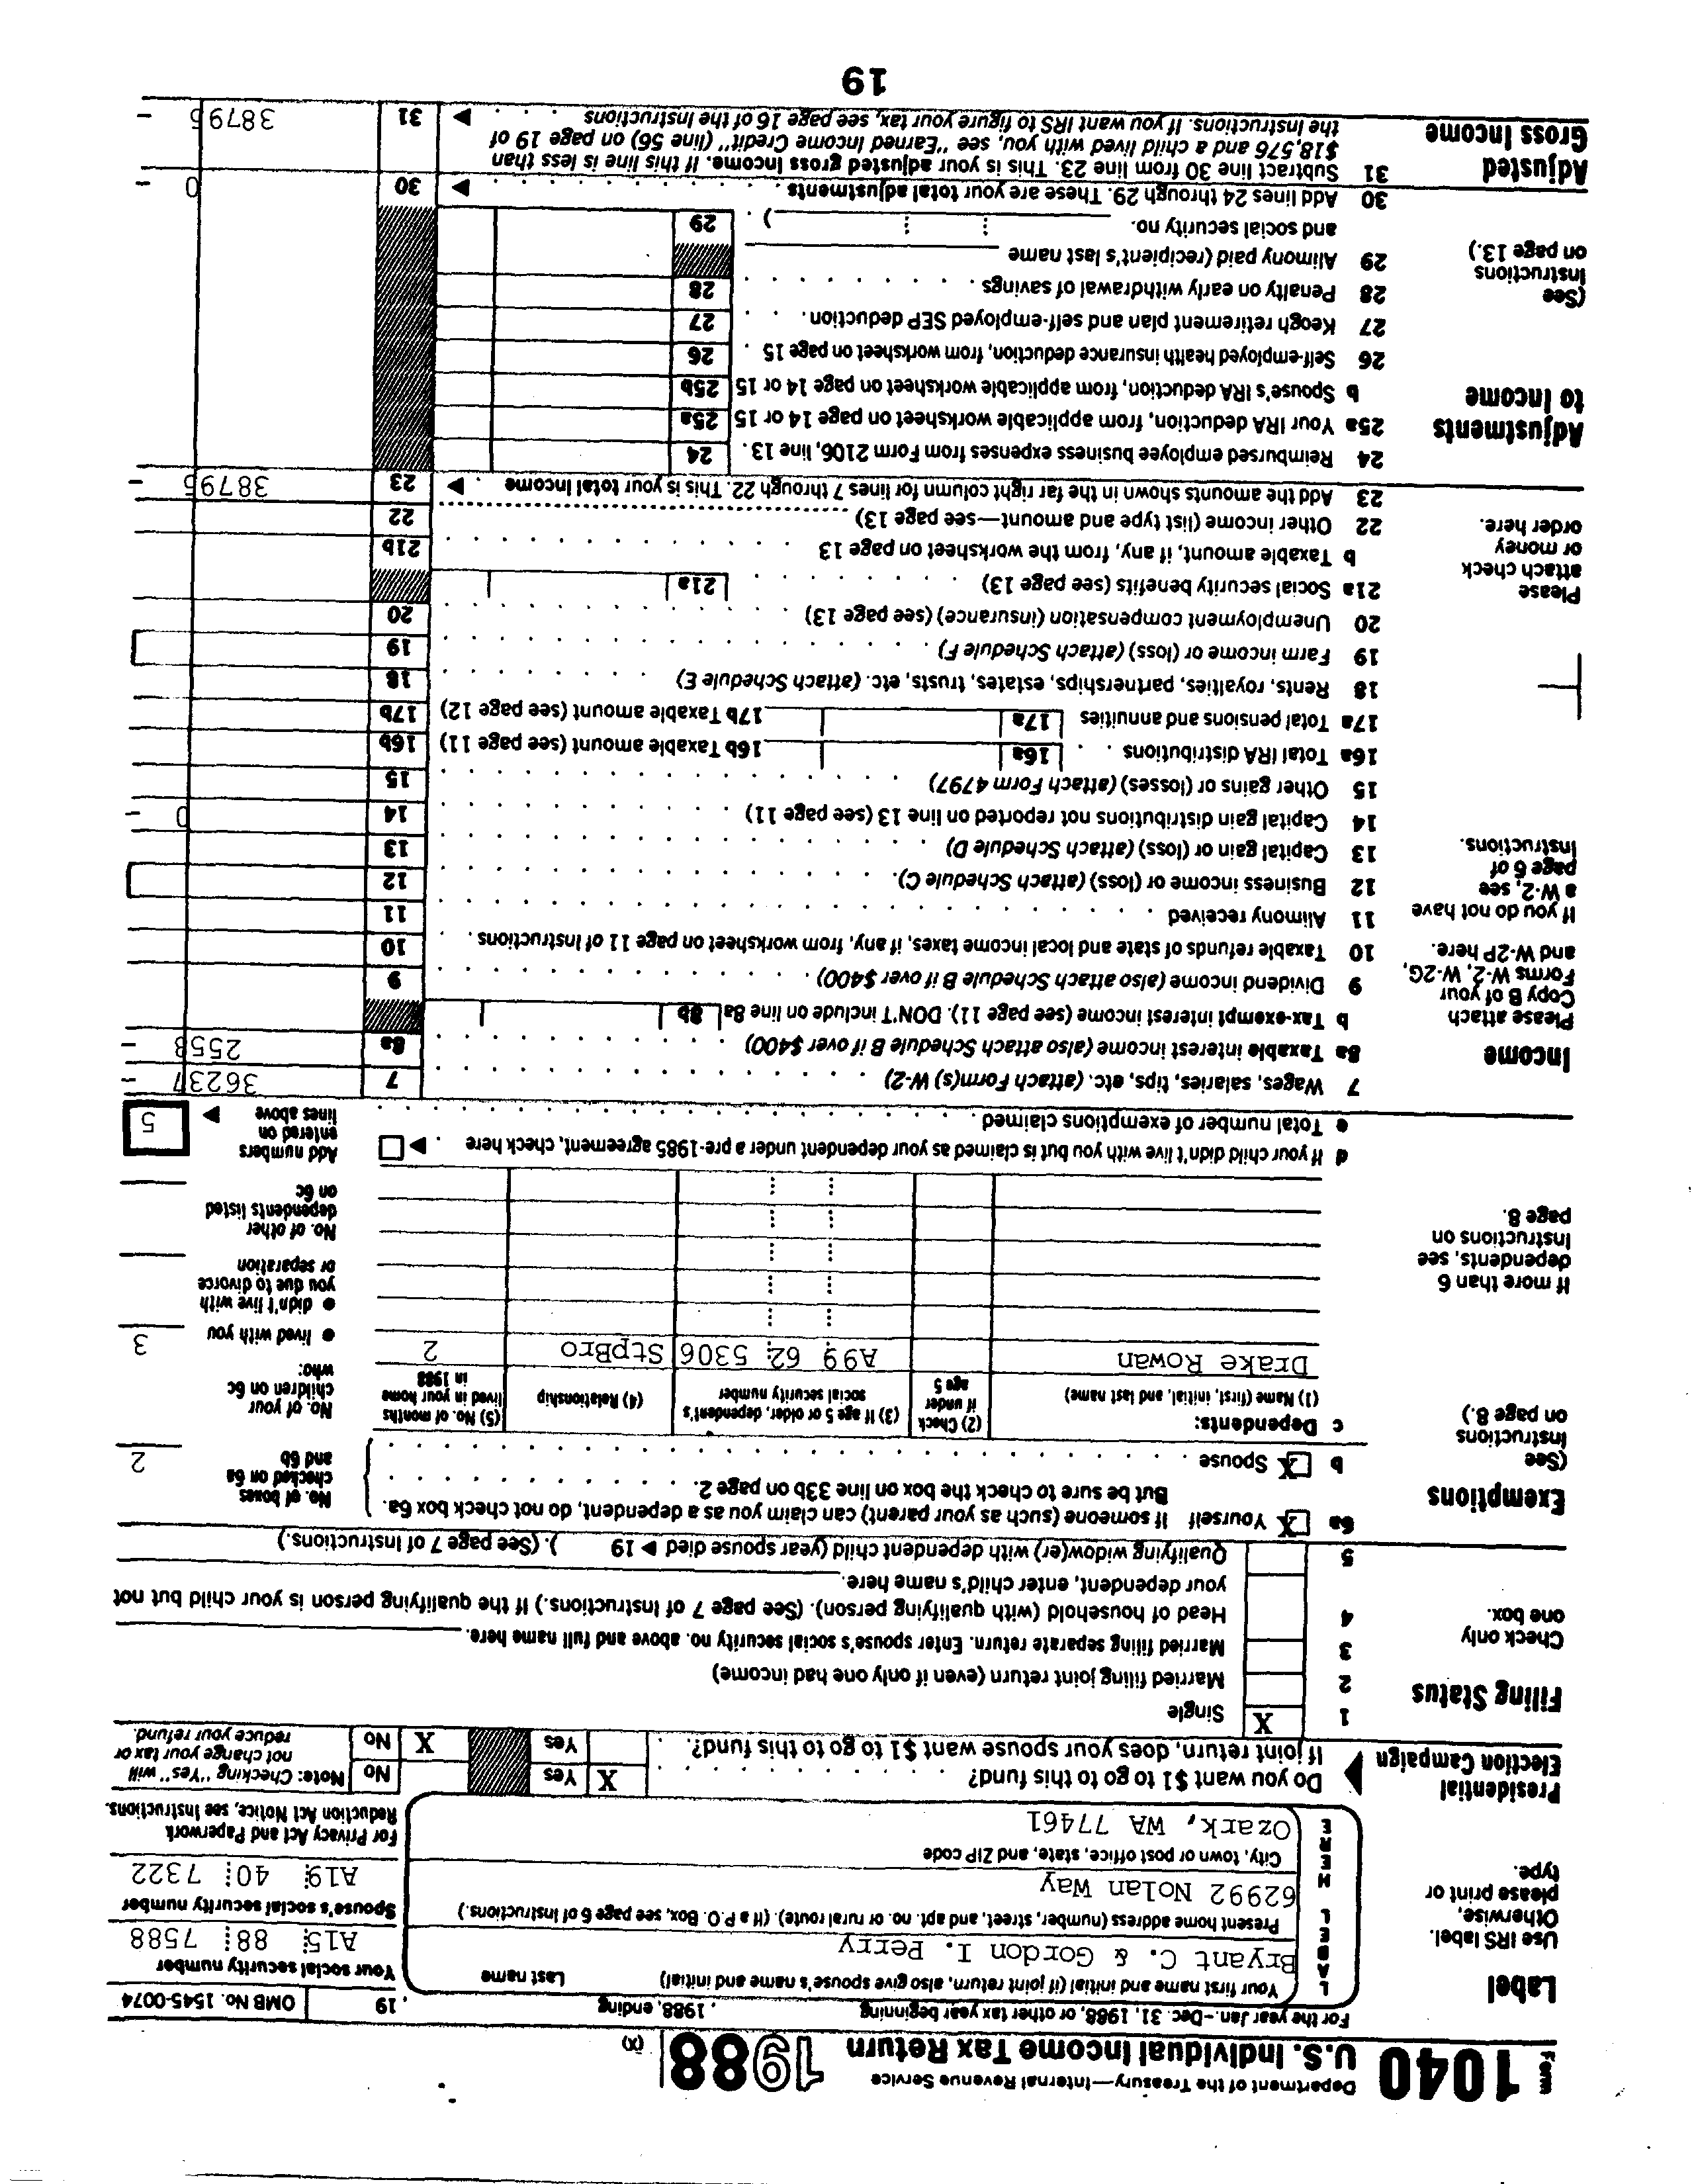 Form 1040 Department of the Treasury—Internal Revenue Service
U.S. Individual Income Tax Return 1988 (X)
For the year Jan.–Dec. 31, 1988, or other tax year beginning , 1988, ending , 19 OMB No. 1545-0074
Label
Use IRS label.
Otherwise,
please print or
type.
LABEL HERE
Your first name and initial (if joint return, also give spouse's name and initial) Last name
Bryant C. & Gordon I. Perry
Your social security number
A15 88 7588
Present home address (number, street, and apt. no. or rural route). (If a P.O. Box, see page 6 of Instructions.)
62992 Nolan Way
Spouse's social security number
A19 40 7322
City, town or post office, state, and ZIP code
Ozark, WA 77461
For Privacy Act and Paperwork
Reduction Act Notice, see Instructions.
Presidential
Election Campaign
Do you want $1 to go to this fund? X Yes No
If joint return, does your spouse want $1 to go to this fund? Yes X No
Note: Checking "Yes" will
not change your tax or
reduce your refund.
Filing Status
Check only
one box.
1 X Single
2 Married filing joint return (even if only one had income)
3 Married filing separate return. Enter spouse's social security no. above and full name here.
4 Head of household (with qualifying person). (See page 7 of Instructions.) If the qualifying person is your child but not
your dependent, enter child's name here.
5 Qualifying widow(er) with dependent child (year spouse died ▶ 19 ). (See page 7 of Instructions.)
Exemptions
(See
Instructions
on page 8.)
6a X Yourself If someone (such as your parent) can claim you as a dependent, do not check box 6a.
But be sure to check the box on line 33b on page 2.
b X Spouse
No. of boxes
checked on 6a
and 6b 2
c Dependents:
(1) Name (first, initial, and last name)
(2) Check
if under
age 5
(3) If age 5 or older, dependent's
social security number
(4) Relationship
(5) No. of months
lived in your home
in 1988
Drake Rowan A99 62 5306 StpBro 2
No. of your
children on 6c
who:
● lived with you 3
● didn't live with
you due to divorce
or separation
No. of other
dependents listed
on 6c
If more than 6
dependents, see
Instructions on
page 8.
d If your child didn't live with you but is claimed as your dependent under a pre-1985 agreement, check here ▶
e Total number of exemptions claimed
Add numbers
entered on
lines above ▶ 5
Income
Please attach
Copy B of your
Forms W-2, W-2G,
and W-2P here.
If you do not have
a W-2, see
page 6 of
Instructions.
Please
attach check
or money
order here.
7 Wages, salaries, tips, etc. (attach Form(s) W-2) 7 36237 -
8a Taxable interest income (also attach Schedule B if over $400) 8a 2558 -
b Tax-exempt interest income (see page 11). DON'T include on line 8a 8b
9 Dividend income (also attach Schedule B if over $400) 9
10 Taxable refunds of state and local income taxes, if any, from worksheet on page 11 of Instructions 10
11 Alimony received 11
12 Business income or (loss) (attach Schedule C) 12
13 Capital gain or (loss) (attach Schedule D) 13
14 Capital gain distributions not reported on line 13 (see page 11) 14 0 -
15 Other gains or (losses) (attach Form 4797) 15
16a Total IRA distributions 16a 16b Taxable amount (see page 11) 16b
17a Total pensions and annuities 17a 17b Taxable amount (see page 12) 17b
18 Rents, royalties, partnerships, estates, trusts, etc. (attach Schedule E) 18
19 Farm income or (loss) (attach Schedule F) 19
20 Unemployment compensation (insurance) (see page 13) 20
21a Social security benefits (see page 13) 21a
b Taxable amount, if any, from the worksheet on page 13 21b
22 Other income (list type and amount—see page 13) 22
23 Add the amounts shown in the far right column for lines 7 through 22. This is your total income ▶ 23 38795 -
Adjustments
to Income
(See
Instructions
on page 13.)
24 Reimbursed employee business expenses from Form 2106, line 13 24
25a Your IRA deduction, from applicable worksheet on page 14 or 15 25a
b Spouse's IRA deduction, from applicable worksheet on page 14 or 15 25b
26 Self-employed health insurance deduction, from worksheet on page 15 26
27 Keogh retirement plan and self-employed SEP deduction 27
28 Penalty on early withdrawal of savings 28
29 Alimony paid (recipient's last name
and social security no. ) 29
30 Add lines 24 through 29. These are your total adjustments ▶ 30 0 -
Adjusted
Gross Income
31 Subtract line 30 from line 23. This is your adjusted gross income. If this line is less than
$18,576 and a child lived with you, see "Earned Income Credit" (line 56) on page 19 of
the Instructions. If you want IRS to figure your tax, see page 16 of the Instructions ▶ 31 38795 -
19